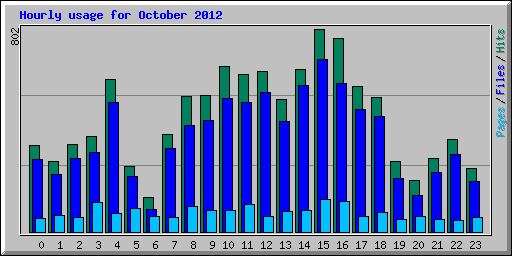 Hourly usage for October 2012
802
Pages/Files/Hits
0 1 2 3 4 5 6 7 8 9 10 11 12 13 14 15 16 17 18 19 20 21 22 23